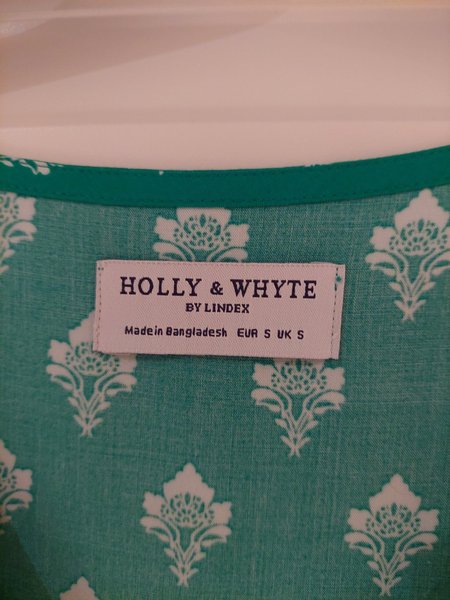 HOLLY & WHYTE
BY LINDEX
Made in Bangladesh EUR S UK S